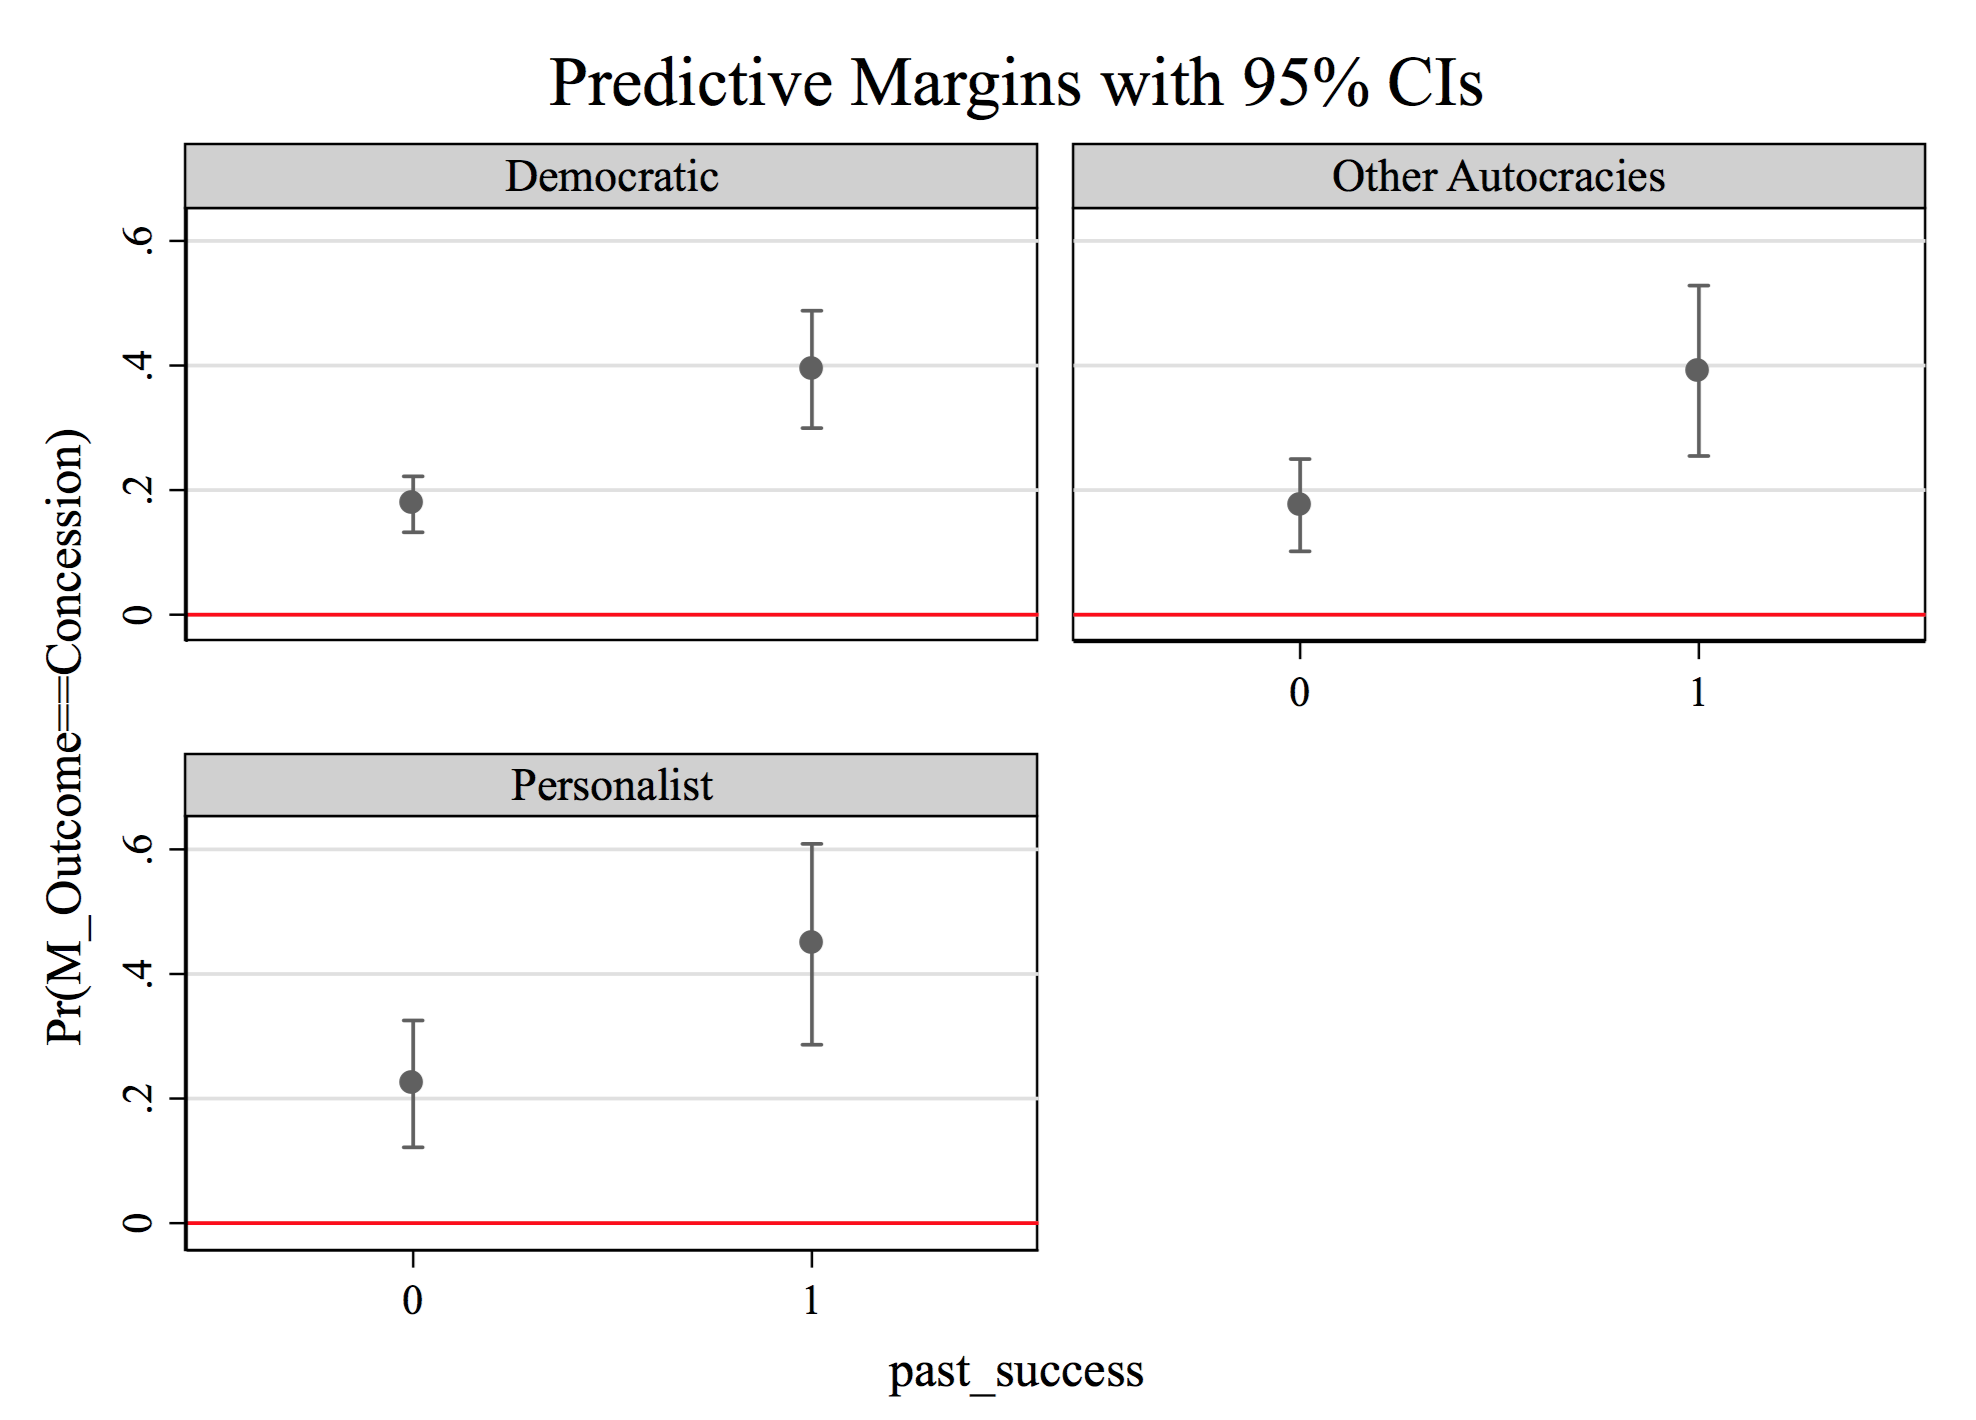 Predictive Margins with 95% CIs
Democratic
Other Autocracies
.6
.4
.2
0
0 1
Personalist
.6
.4
.2
0
0 1
Pr(M_Outcome==Concession)
past_success